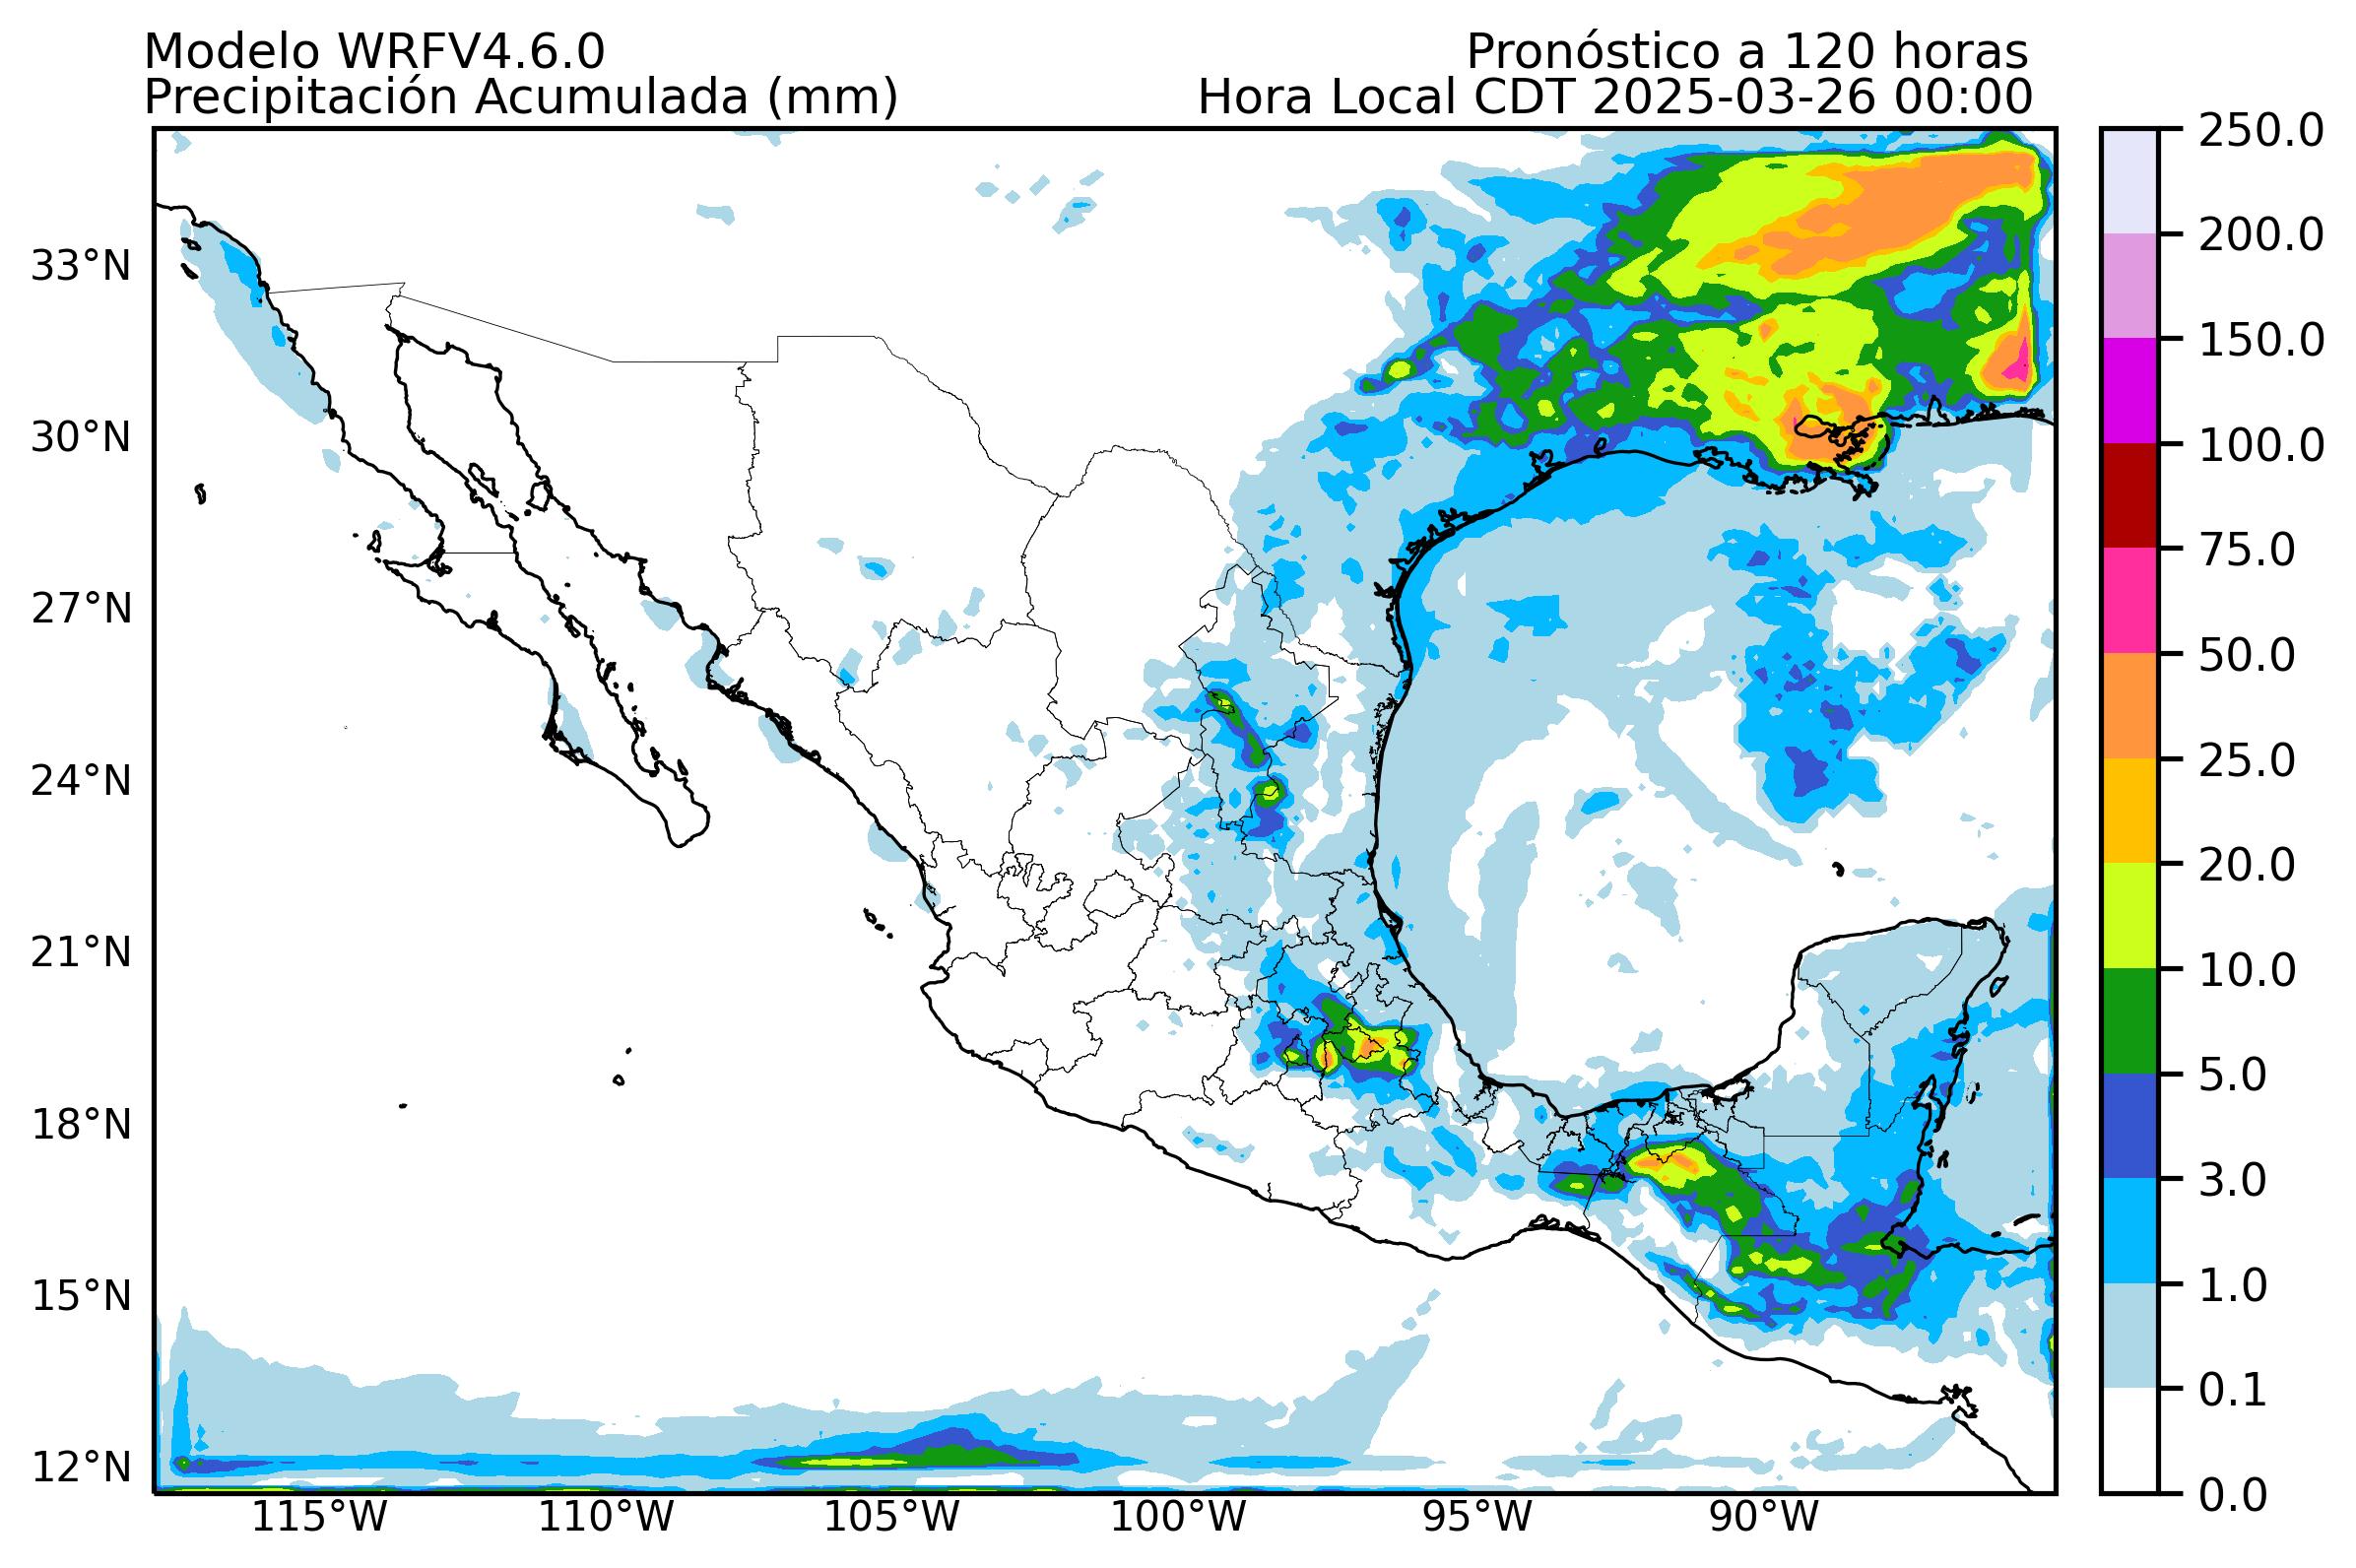 Modelo WRFV4.6.0
Pronóstico a 120 horas
Precipitación Acumulada (mm)
Hora Local CDT 2025-03-26 00:00
33°N
30°N
27°N
24°N
21°N
18°N
15°N
12°N
115°W
110°W
105°W
100°W
95°W
90°W
250.0
200.0
150.0
100.0
75.0
50.0
25.0
20.0
10.0
5.0
3.0
1.0
0.1
0.0